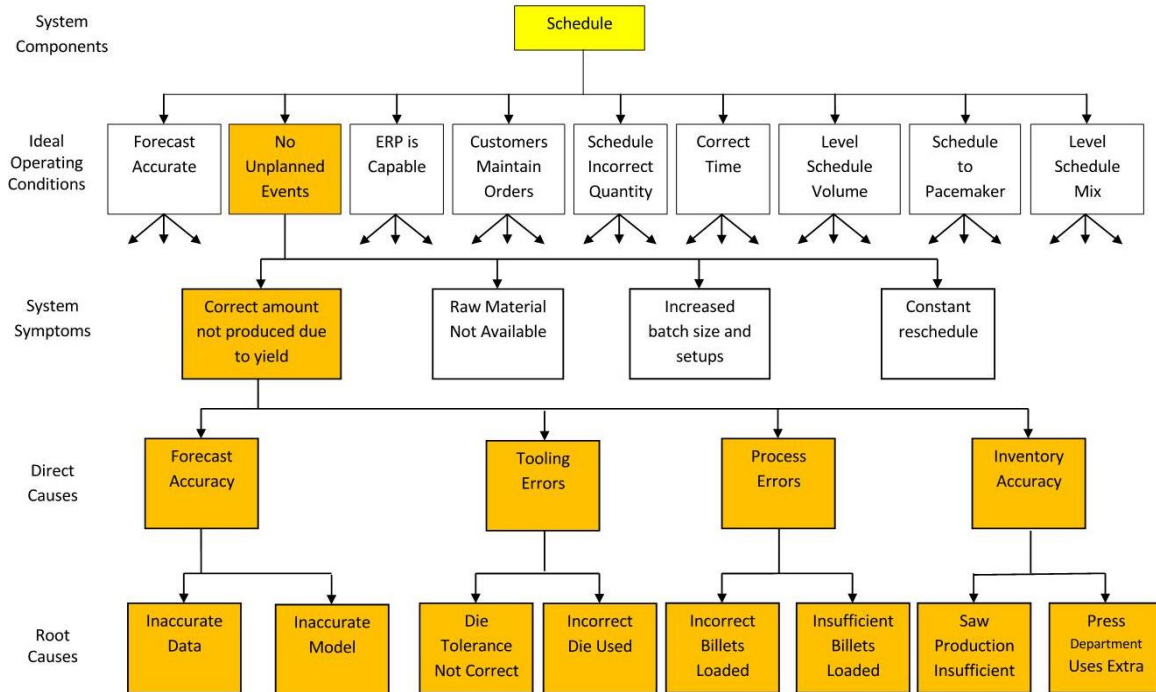 System
Components
Schedule
Ideal
Operating
Conditions
Forecast
Accurate
No
Unplanned
Events
ERP is
Capable
Customers
Maintain
Orders
Schedule
Incorrect
Quantity
Correct
Time
Level
Schedule
Volume
Schedule
to
Pacemaker
Level
Schedule
Mix
System
Symptoms
Correct amount
not produced due
to yield
Raw Material
Not Available
Increased
batch size and
setups
Constant
reschedule
Direct
Causes
Forecast
Accuracy
Tooling
Errors
Process
Errors
Inventory
Accuracy
Root
Causes
Inaccurate
Data
Inaccurate
Model
Die
Tolerance
Not Correct
Incorrect
Die Used
Incorrect
Billets
Loaded
Insufficient
Billets
Loaded
Saw
Production
Insufficient
Press
Department
Uses Extra